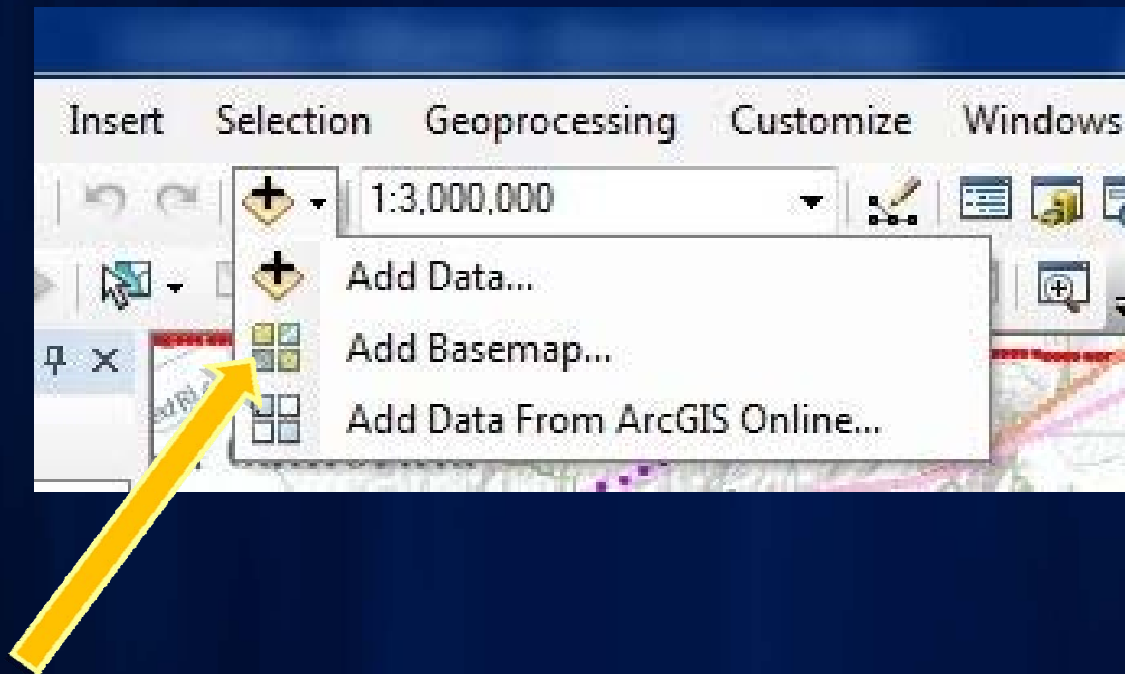 Insert Selection Geoprocessing Customize Windows
1:3,000,000
Add Data...
Add Basemap...
Add Data From ArcGIS Online...